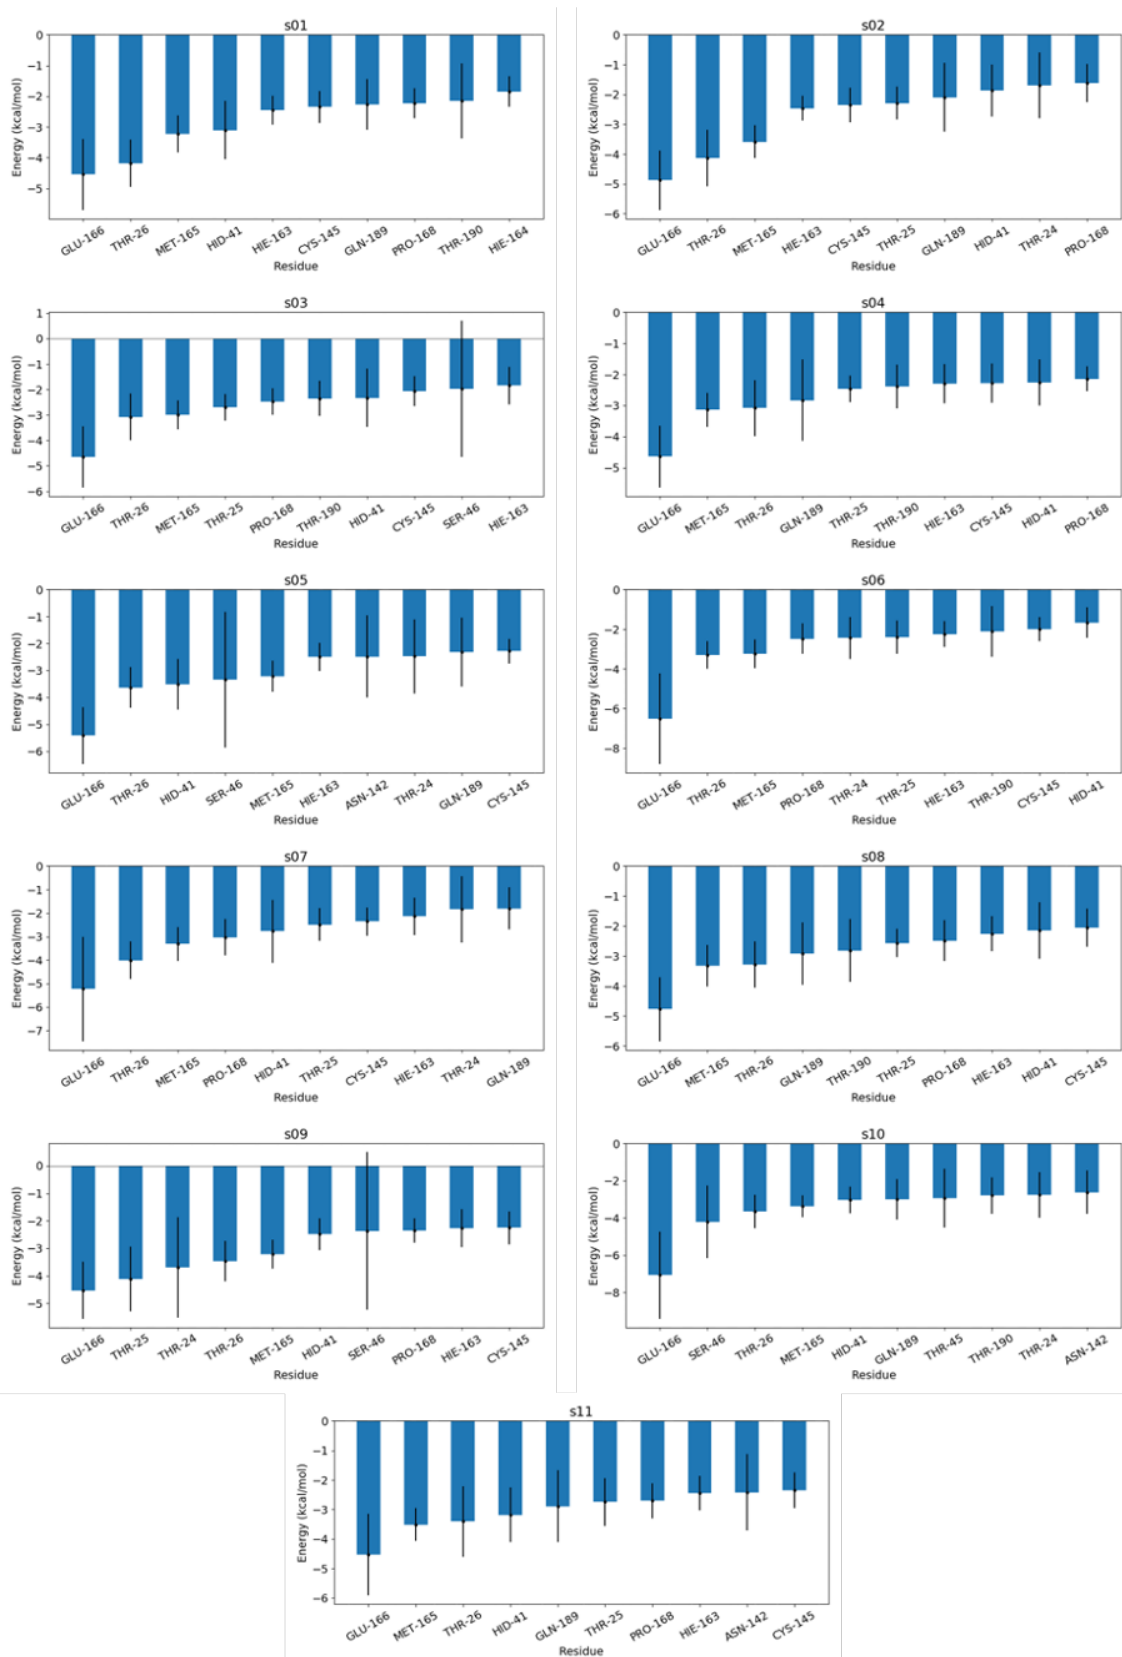 s01
0
−1
−2
−3
−4
−5
Energy (kcal/mol)
GLU-166 THR-26 MET-165 HID-41 HIE-163 CYS-145 GLN-189 PRO-168 THR-190 HIE-164
Residue
s02
0
−1
−2
−3
−4
−5
−6
Energy (kcal/mol)
GLU-166 THR-26 MET-165 HIE-163 CYS-145 THR-25 GLN-189 HID-41 THR-24 PRO-168
Residue
s03
1
0
−1
−2
−3
−4
−5
−6
Energy (kcal/mol)
GLU-166 THR-26 MET-165 THR-25 PRO-168 THR-190 HID-41 CYS-145 SER-46 HIE-163
Residue
s04
0
−1
−2
−3
−4
−5
Energy (kcal/mol)
GLU-166 MET-165 THR-26 GLN-189 THR-25 THR-190 HIE-163 CYS-145 HID-41 PRO-168
Residue
s05
0
−1
−2
−3
−4
−5
−6
Energy (kcal/mol)
GLU-166 THR-26 HID-41 SER-46 MET-165 HIE-163 ASN-142 THR-24 GLN-189 CYS-145
Residue
s06
0
−2
−4
−6
−8
Energy (kcal/mol)
GLU-166 THR-26 MET-165 PRO-168 THR-24 THR-25 HIE-163 THR-190 CYS-145 HID-41
Residue
s07
0
−1
−2
−3
−4
−5
−6
−7
Energy (kcal/mol)
GLU-166 THR-26 MET-165 PRO-168 HID-41 THR-25 CYS-145 HIE-163 THR-24 GLN-189
Residue
s08
0
−1
−2
−3
−4
−5
−6
Energy (kcal/mol)
GLU-166 MET-165 THR-26 GLN-189 THR-190 THR-25 PRO-168 HIE-163 HID-41 CYS-145
Residue
s09
0
−1
−2
−3
−4
−5
Energy (kcal/mol)
GLU-166 THR-25 THR-24 THR-26 MET-165 HID-41 SER-46 PRO-168 HIE-163 CYS-145
Residue
s10
0
−2
−4
−6
−8
Energy (kcal/mol)
GLU-166 SER-46 THR-26 MET-165 HID-41 GLN-189 THR-45 THR-190 THR-24 ASN-142
Residue
s11
0
−1
−2
−3
−4
−5
−6
Energy (kcal/mol)
GLU-166 MET-165 THR-26 HID-41 GLN-189 THR-25 PRO-168 HIE-163 ASN-142 CYS-145
Residue